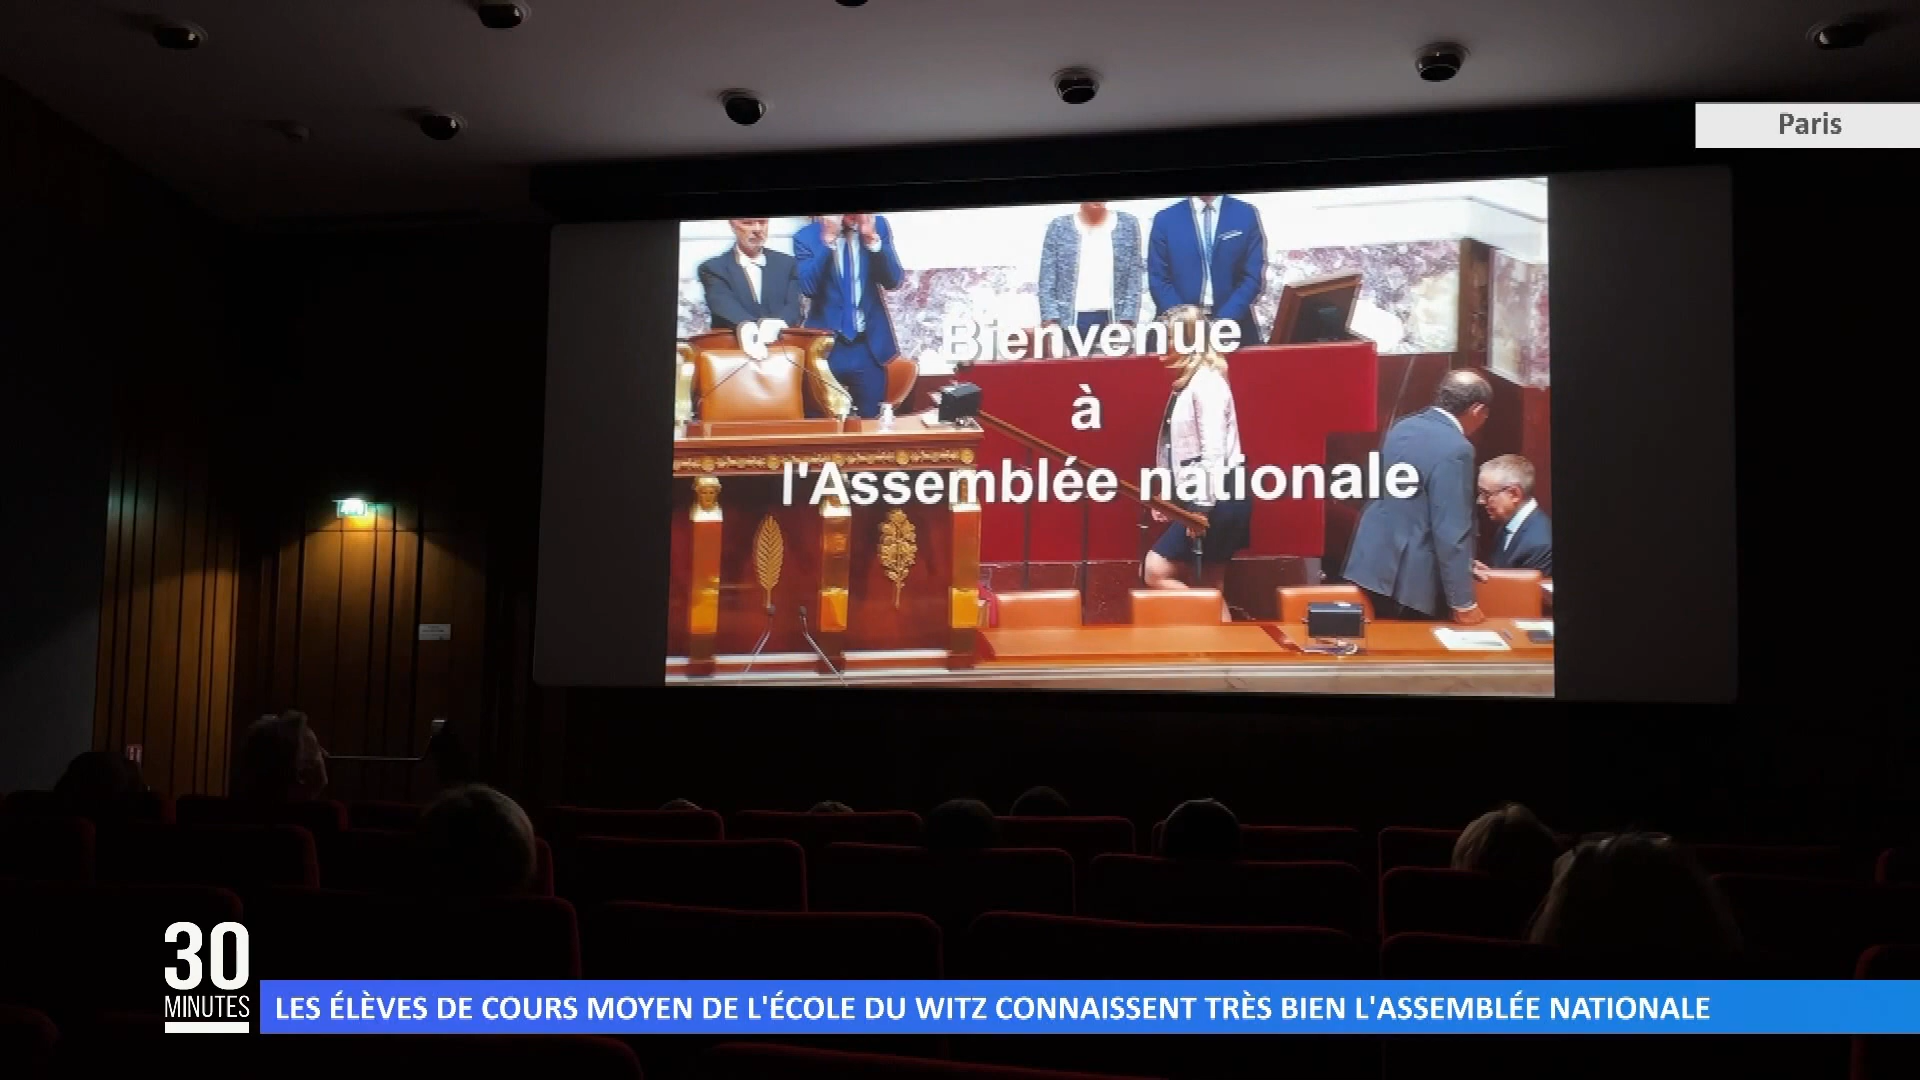 Paris
Bienvenue
à
l'Assemblée nationale
30
MINUTES
LES ÉLÈVES DE COURS MOYEN DE L'ÉCOLE DU WITZ CONNAISSENT TRÈS BIEN L'ASSEMBLÉE NATIONALE